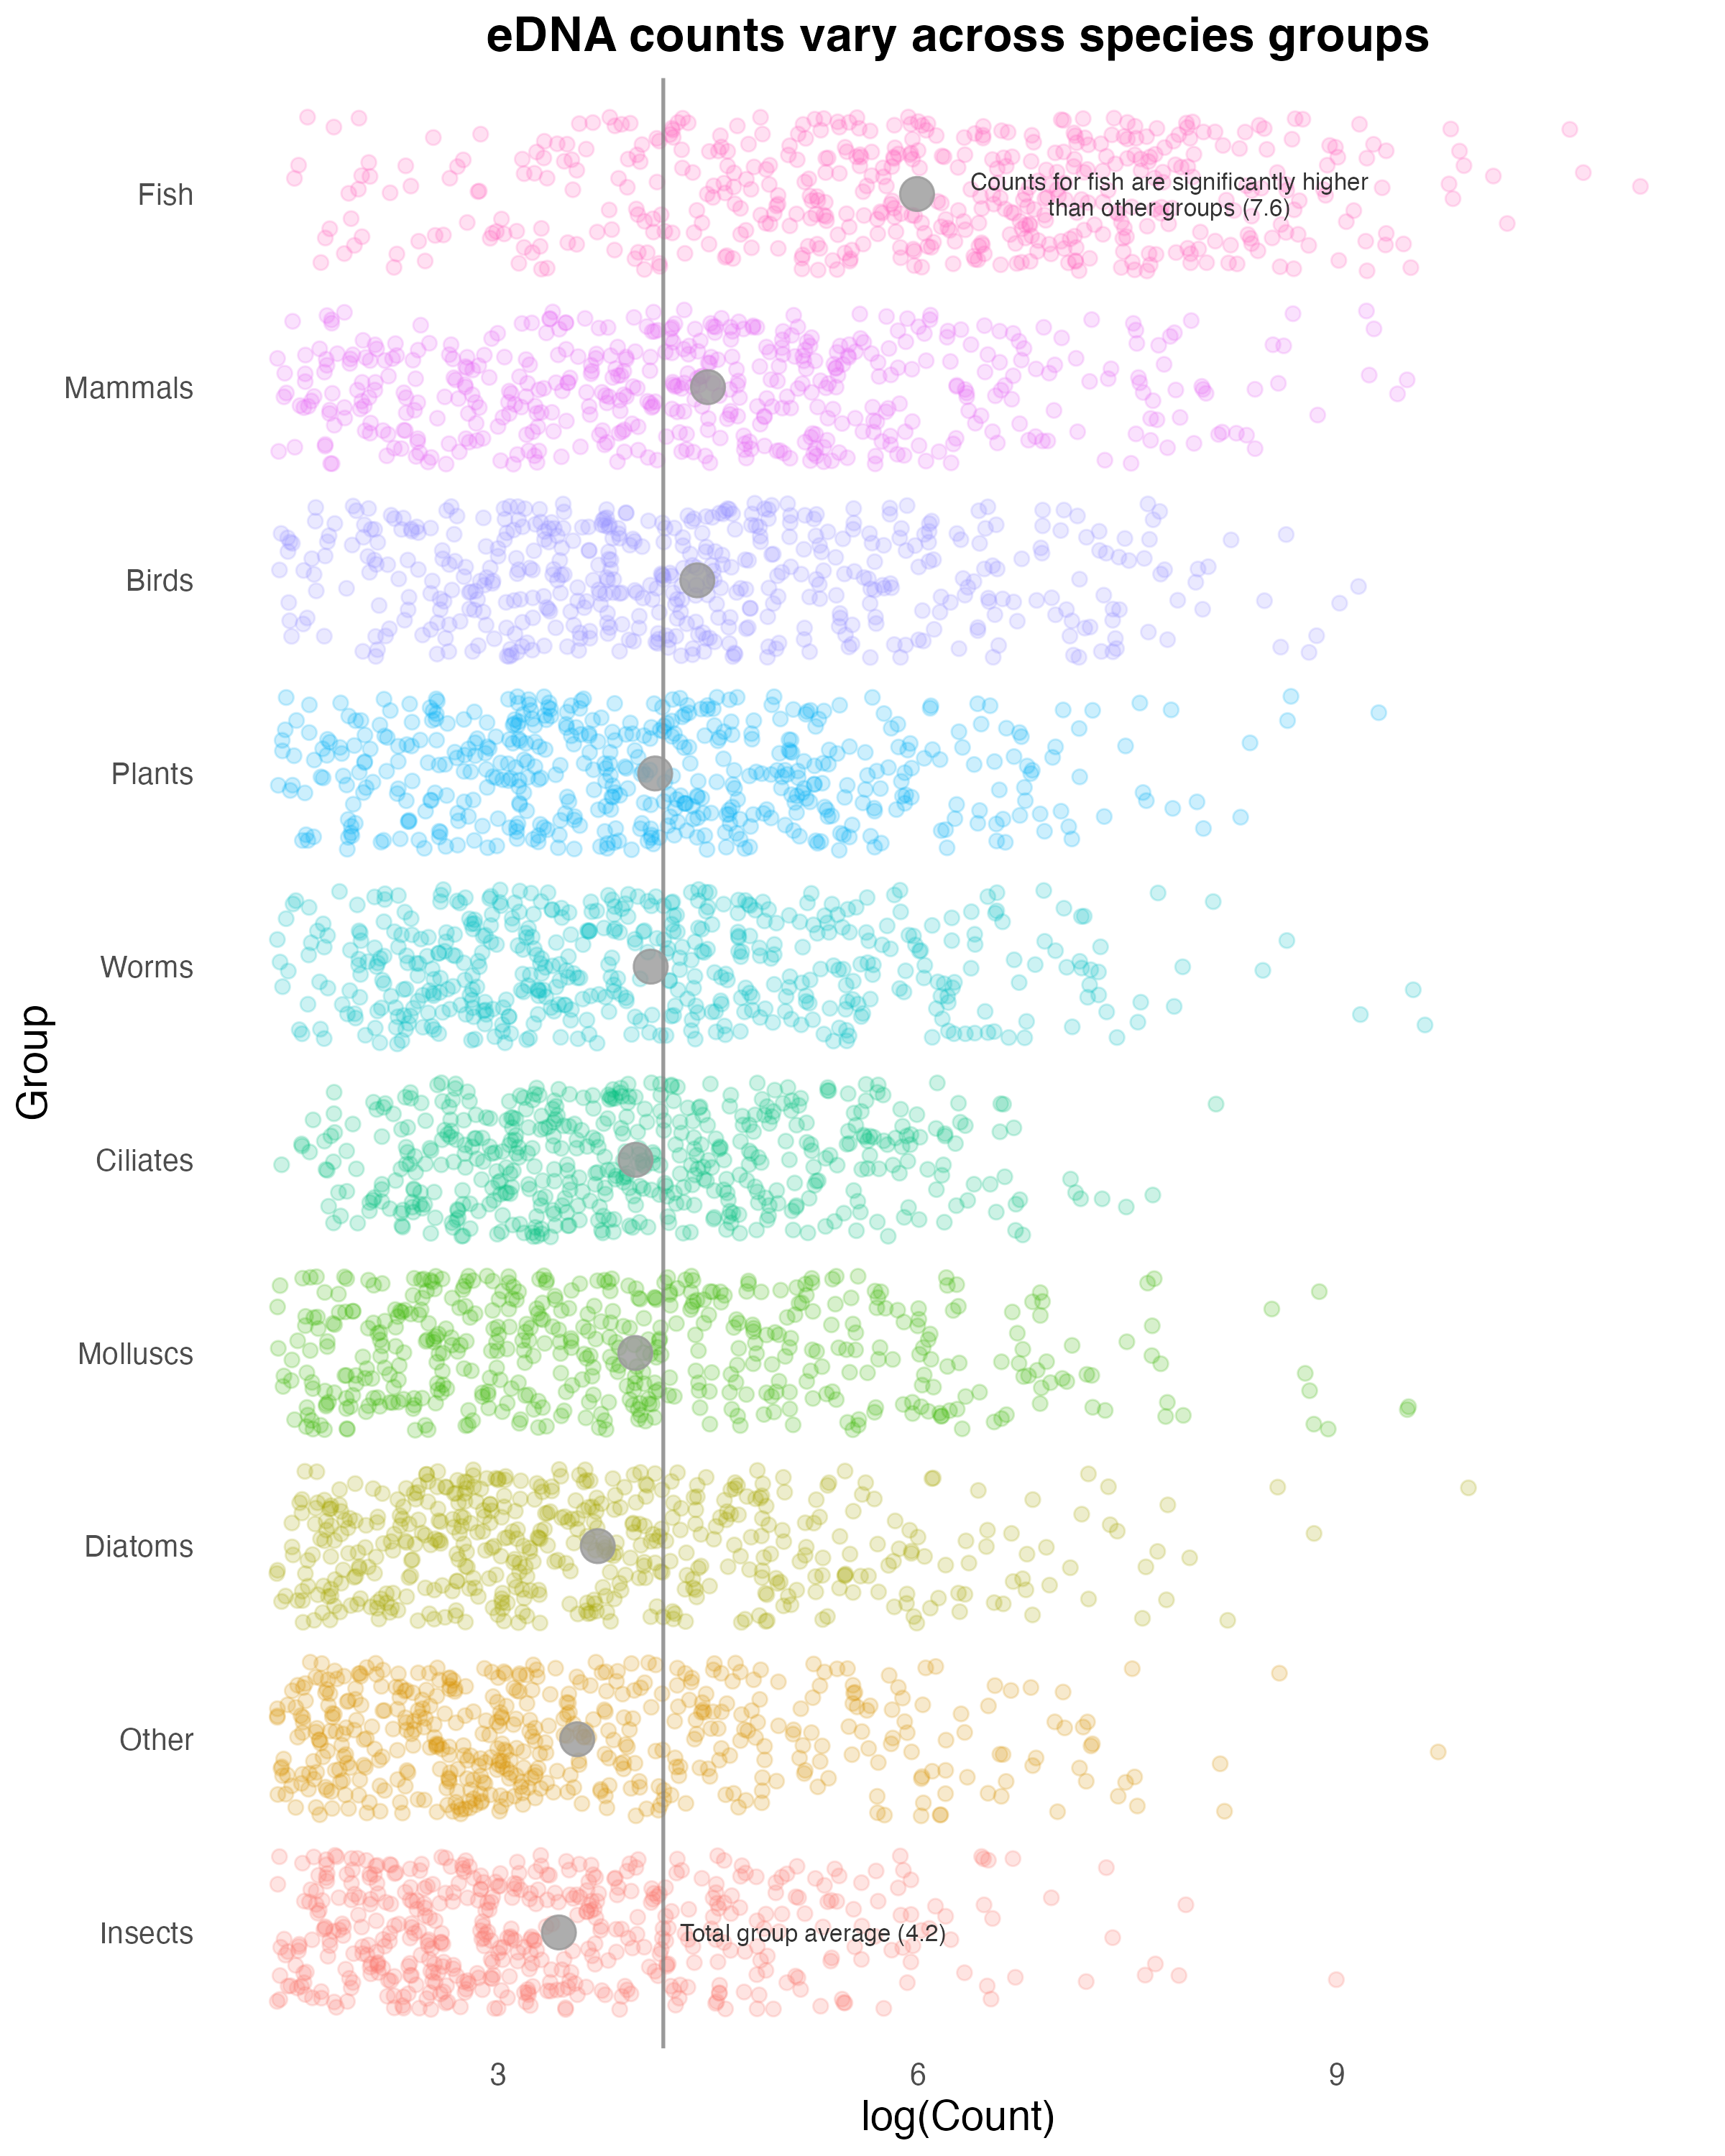 eDNA counts vary across species groups
Fish
Counts for fish are significantly higher
than other groups (7.6)
Mammals
Birds
Plants
Worms
Group
Ciliates
Molluscs
Diatoms
Other
Insects
Total group average (4.2)
3
6
9
log(Count)